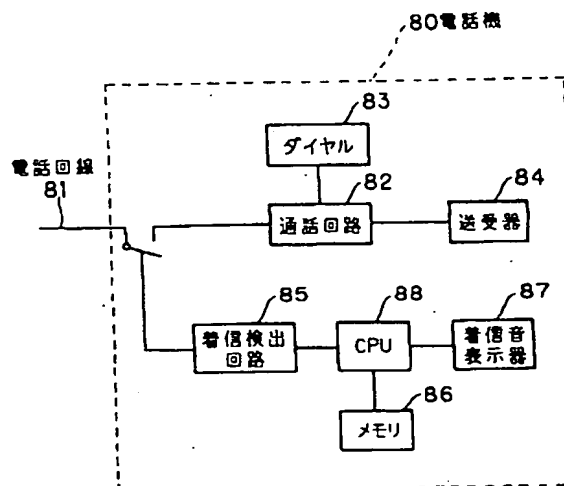 80電話機
83
ダイヤル
電話回線
81
82
通話回路
84
送受器
85
着信検出
回路
88
CPU
87
着信音
表示器
86
メモリ